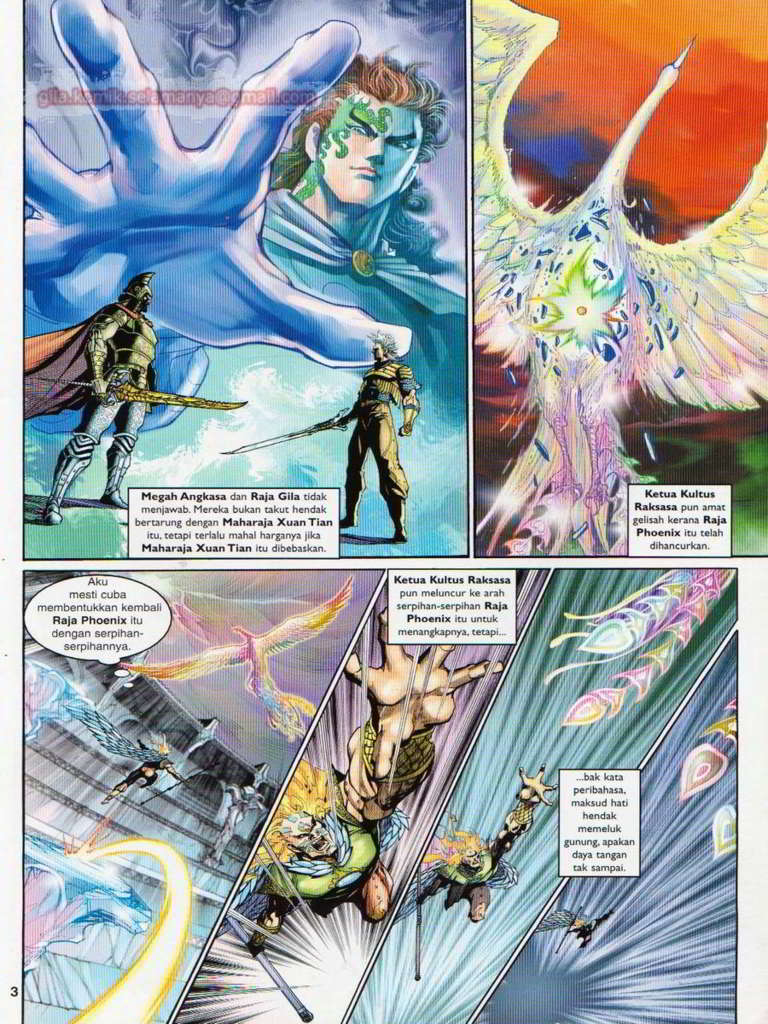 gila.komik.selamanya@gmail.com
Megah Angkasa dan Raja Gila tidak
menjawab. Mereka bukan takut hendak
bertarung dengan Maharaja Xuan Tian
itu, tetapi terlalu mahal harganya jika
Maharaja Xuan Tian itu dibebaskan.
Ketua Kultus
Raksasa pun amat
gelisah kerana Raja
Phoenix itu telah
dihancurkan.
Aku
mesti cuba
membentukkan kembali
Raja Phoenix itu
dengan serpihan-
serpihannya.
Ketua Kultus Raksasa
pun meluncur ke arah
serpihan-serpihan Raja
Phoenix itu untuk
menangkapnya, tetapi...
...bak kata
peribahasa,
maksud hati
hendak
memeluk
gunung, apakan
daya tangan
tak sampai.
3